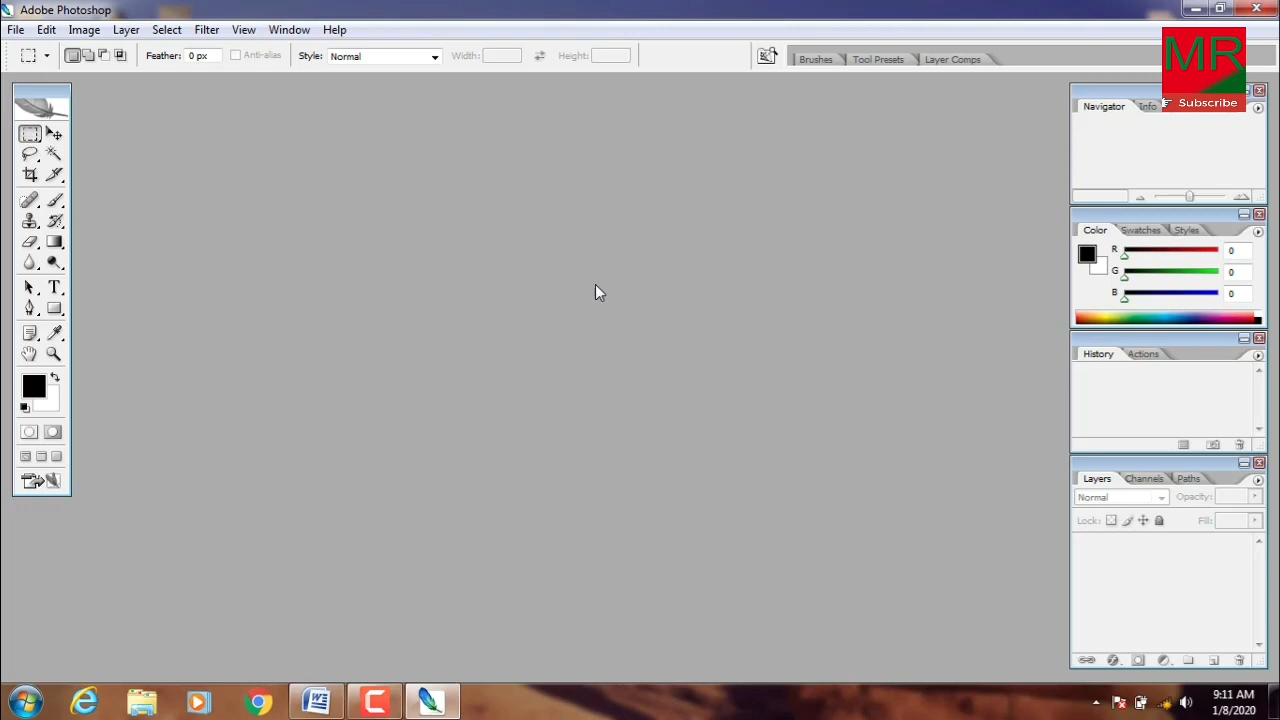 Adobe Photoshop
File Edit Image Layer Select Filter View Window Help
Feather: 0 px Anti-alias Style: Normal Width: Height: Brushes Tool Presets Layer Comps
MR
Subscribe
Navigator Info
Color Swatches Styles
R 0
G 0
B 0
History Actions
Layers Channels Paths
Normal Opacity:
Lock: Fill:
9:11 AM
1/8/2020